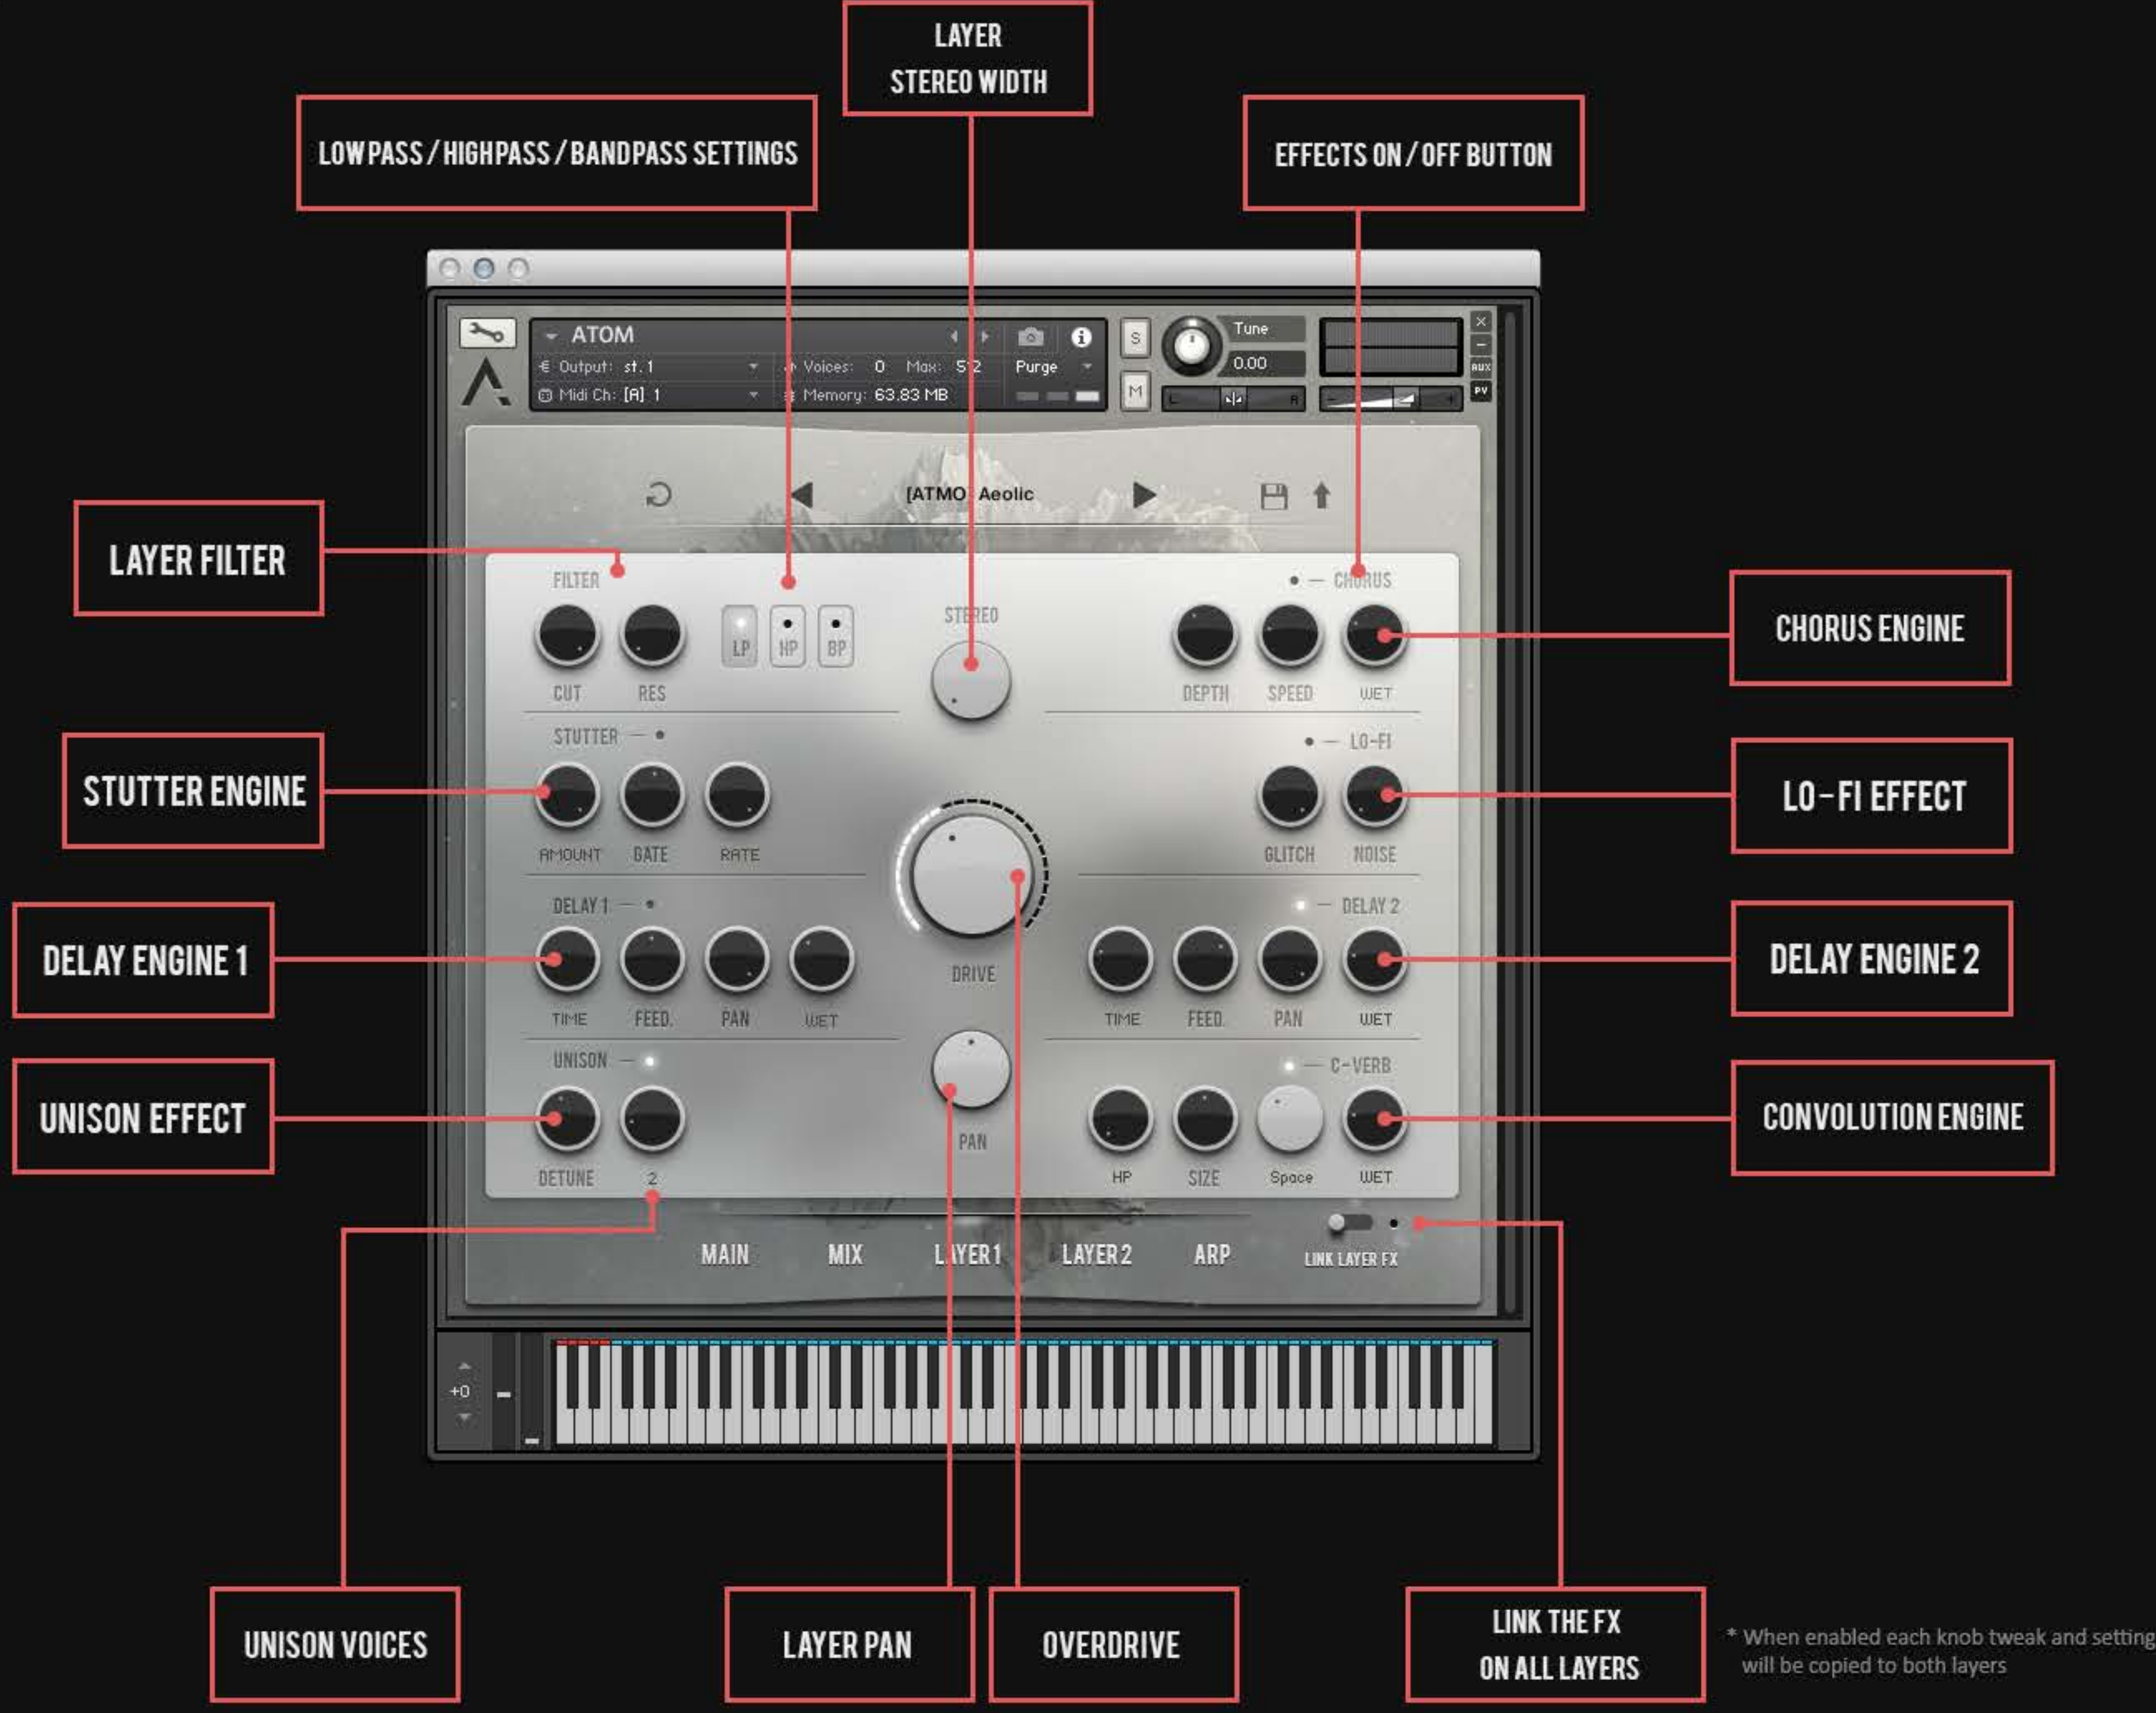 LAYER
STEREO WIDTH
LOWPASS / HIGHPASS / BANDPASS SETTINGS
EFFECTS ON / OFF BUTTON
ATOM
Output: st. 1
Voices: 0 Max: 512
Purge
Midi Ch: [A] 1
Memory: 63.83 MB
S
M
Tune
0.00
L
R
×
–
AUX
PV
[ATMO] Aeolic
LAYER FILTER
FILTER
LP
HP
BP
CUT
RES
STEREO
CHORUS
DEPTH
SPEED
WET
CHORUS ENGINE
STUTTER ENGINE
STUTTER
AMOUNT
GATE
RATE
LO-FI
GLITCH
NOISE
LO-FI EFFECT
DELAY ENGINE 1
DELAY 1
TIME
FEED.
PAN
WET
DRIVE
DELAY 2
TIME
FEED.
PAN
WET
DELAY ENGINE 2
UNISON EFFECT
UNISON
DETUNE
2
PAN
C-VERB
HP
SIZE
Space
WET
CONVOLUTION ENGINE
MAIN
MIX
LAYER 1
LAYER 2
ARP
LINK LAYER FX
+0
UNISON VOICES
LAYER PAN
OVERDRIVE
LINK THE FX
ON ALL LAYERS
* When enabled each knob tweak and setting
will be copied to both layers